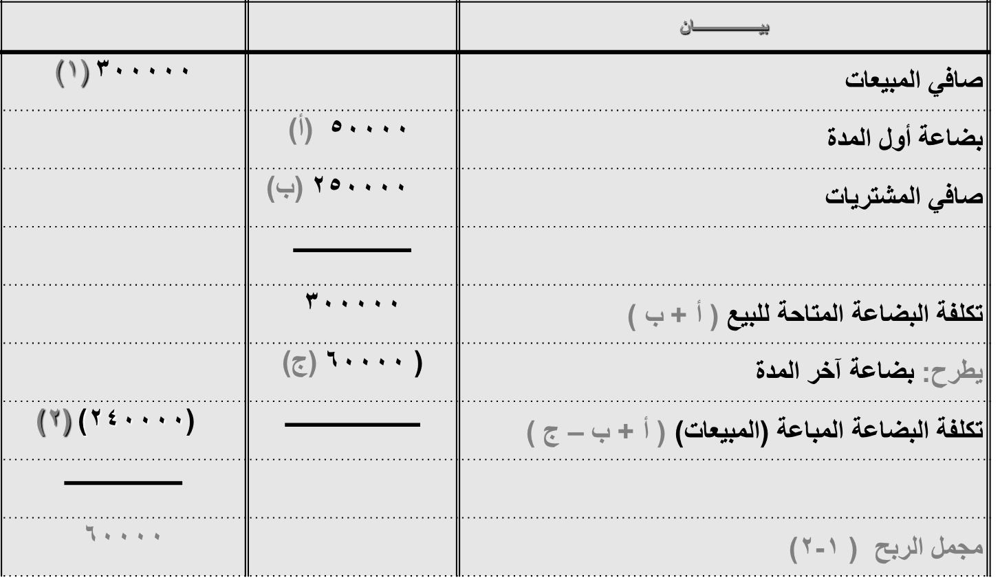 بيـــــــــان
صافي المبيعات ٣٠٠٠٠٠ (١)
بضاعة أول المدة ٥٠٠٠٠ (أ)
صافي المشتريات ٢٥٠٠٠٠ (ب)
تكلفة البضاعة المتاحة للبيع ( أ + ب ) ٣٠٠٠٠٠
يطرح: بضاعة آخر المدة ( ٦٠٠٠٠ (ج)
تكلفة البضاعة المباعة (المبيعات) ( أ + ب – ج ) (٢٤٠٠٠٠) (٢)
مجمل الربح ( ١-٢) ٦٠٠٠٠